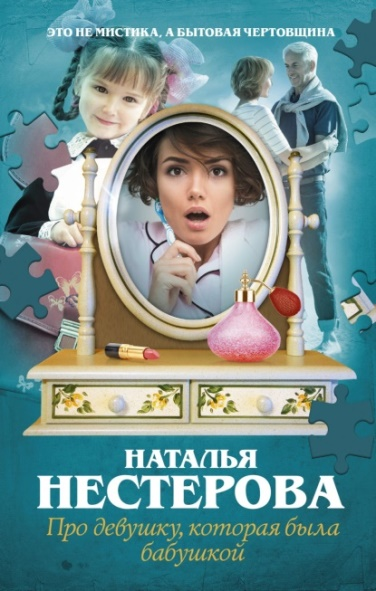 ЭТО НЕ МИСТИКА, А БЫТОВАЯ ЧЕРТОВЩИНА
НАТАЛЬЯ
НЕСТЕРОВА
Про девушку, которая была
бабушкой